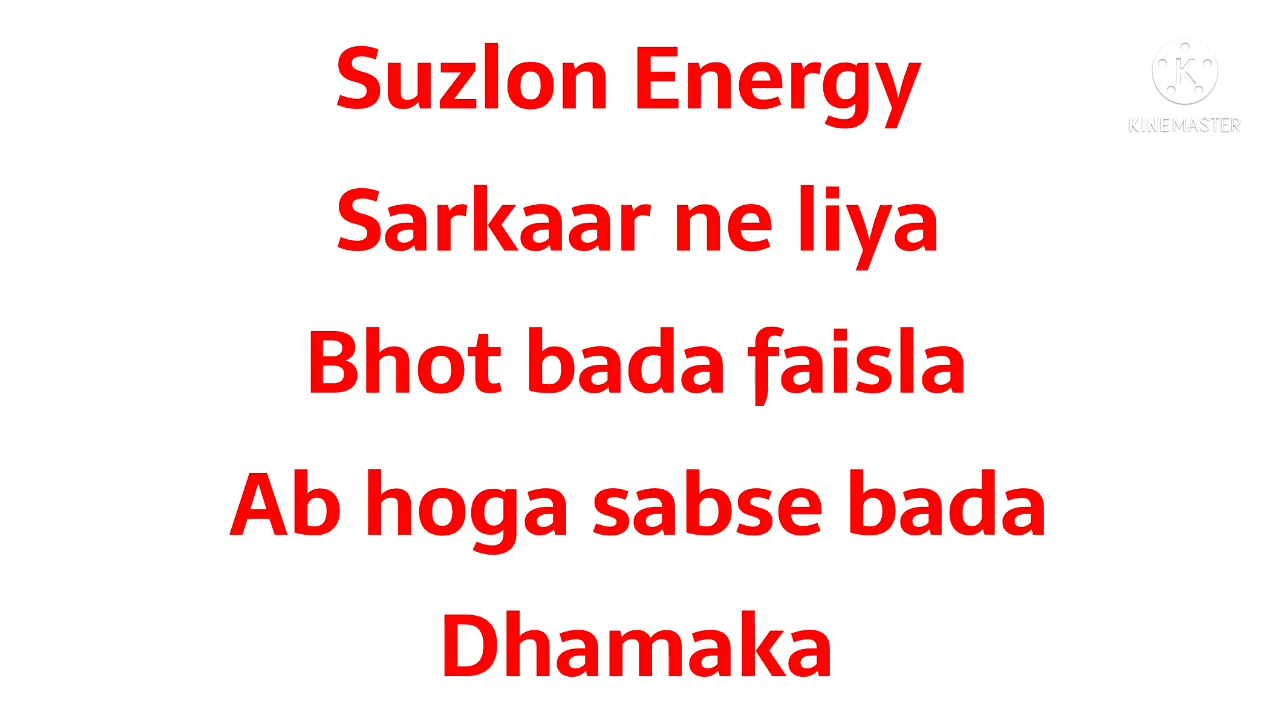 Suzlon Energy
KINEMASTER
Sarkaar ne liya
Bhot bada faisla
Ab hoga sabse bada
Dhamaka